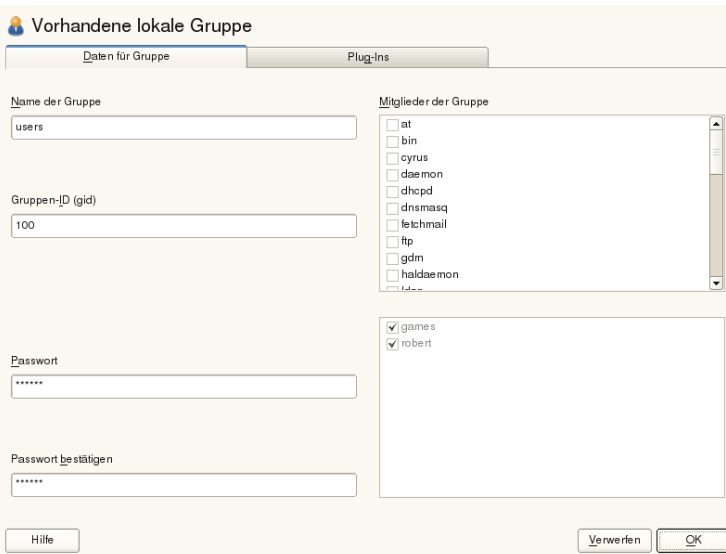 Vorhandene lokale Gruppe
Daten für Gruppe
Plug-Ins
Name der Gruppe
users
Gruppen-ID (gid)
100
Passwort
******
Passwort bestätigen
******
Mitglieder der Gruppe
at
bin
cyrus
daemon
dhcpd
dnsmasq
fetchmail
ftp
gdm
haldaemon
games
robert
Hilfe
Verwerfen
OK